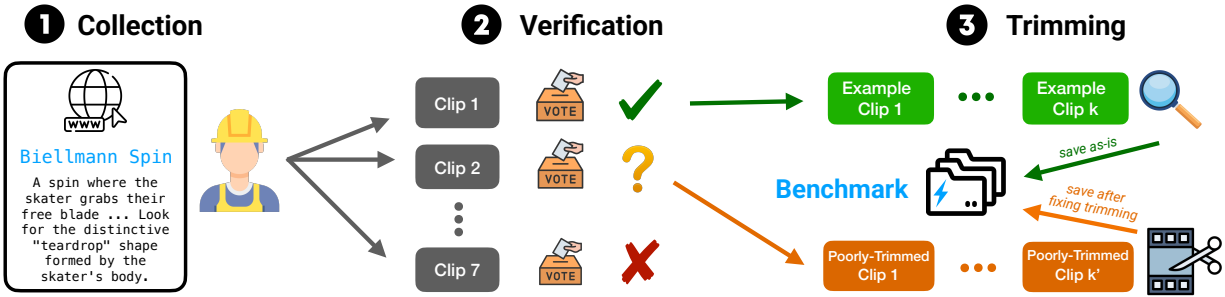 1 Collection
2 Verification
3 Trimming
WWW
Biellmann Spin
A spin where the
skater grabs their
free blade ... Look
for the distinctive
"teardrop" shape
formed by the
skater's body.
Clip 1
VOTE
Clip 2
VOTE
?
Clip 7
VOTE
Example
Clip 1
Example
Clip k
save as-is
Benchmark
save after
fixing trimming
Poorly-Trimmed
Clip 1
Poorly-Trimmed
Clip k’